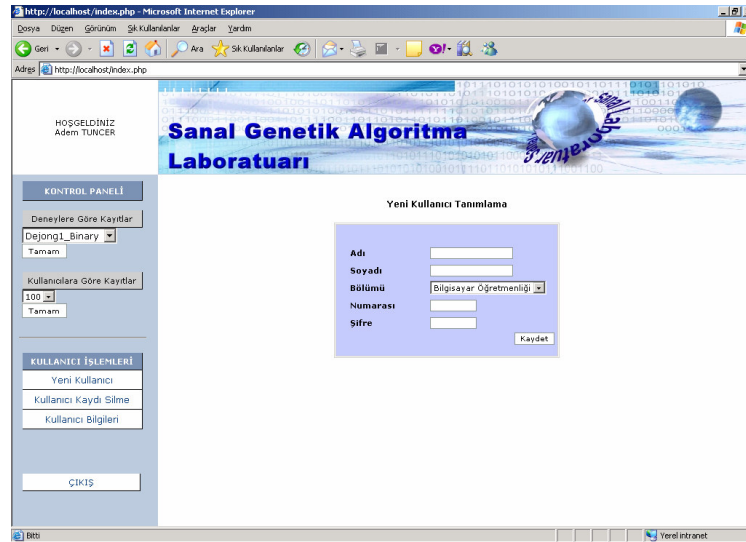 http://localhost/index.php - Microsoft Internet Explorer
Dosya Düzen Görünüm Sık Kullanılanlar Araçlar Yardım
Geri Ara Sık Kullanılanlar
Adres http://localhost/index.php
HOŞGELDİNİZ
Adem TUNCER
Sanal Genetik Algoritma
Laboratuarı
KONTROL PANELİ
Deneylere Göre Kayıtlar
Dejong1_Binary
Tamam
Kullanıcılara Göre Kayıtlar
100
Tamam
KULLANICI İŞLEMLERİ
Yeni Kullanıcı
Kullanıcı Kaydı Silme
Kullanıcı Bilgileri
ÇIKIŞ
Yeni Kullanıcı Tanımlama
Adı
Soyadı
Bölümü Bilgisayar Öğretmenliği
Numarası
Şifre
Kaydet
Bitti
Yerel intranet